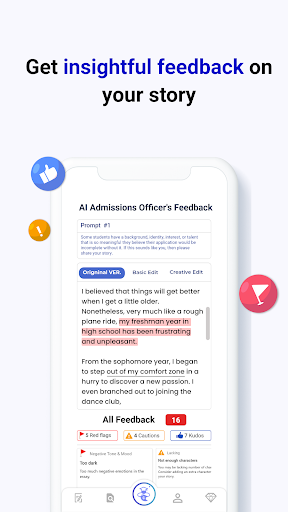 Get insightful feedback on
your story
AI Admissions Officer's Feedback
Prompt #1
Some students have a background, identity, interest, or talent
that is so meaningful they believe their application would be
incomplete without it. If this sounds like you, then please
share your story.
Origninal VER.
Basic Edit
Creative Edit
I believed that things will get better
when I get a little older.
Nonetheless, very much like a rough
plane ride, my freshman year in
high school has been frustrating
and unpleasant.
From the sophomore year, I began
to step out of my comfort zone in a
hurry to discover a new passion. I
even branched out to joining the
dance club,
All Feedback 16
5 Red flags
4 Cautions
7 Kudos
Negative Tone & Mood
Too dark
Too much negative emotions in the
essay.
Lacking
Not enough characters
You may be lacking number of char
Consider adding an extra character